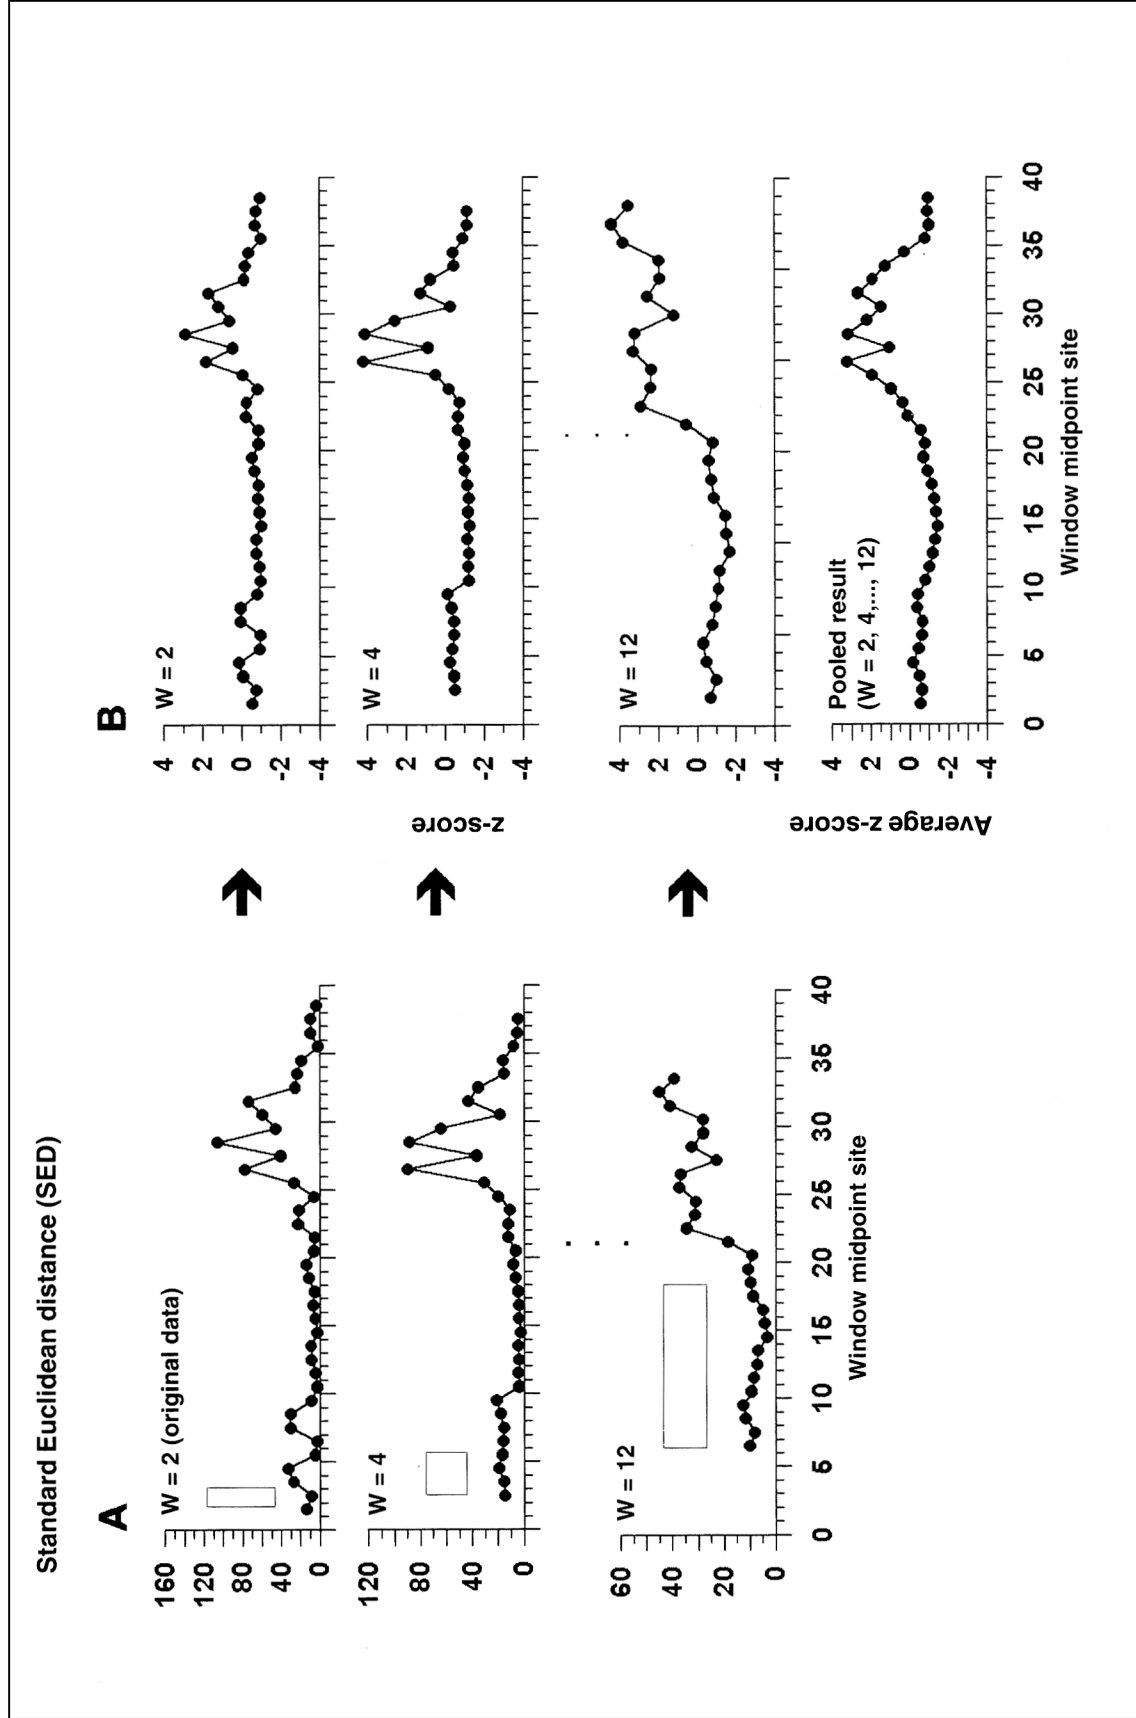 Standard Euclidean distance (SED)
A
W = 2 (original data)
160
120
80
40
0
W = 4
120
80
40
0
. . .
W = 12
60
40
20
0
0 5 10 15 20 25 30 35 40
Window midpoint site
B
W = 2
4
2
0
-2
-4
W = 4
4
2
0
-2
-4
z-score
. . .
W = 12
4
2
0
-2
-4
Pooled result
(W = 2, 4,..., 12)
4
2
0
-2
-4
Average z-score
0 5 10 15 20 25 30 35 40
Window midpoint site